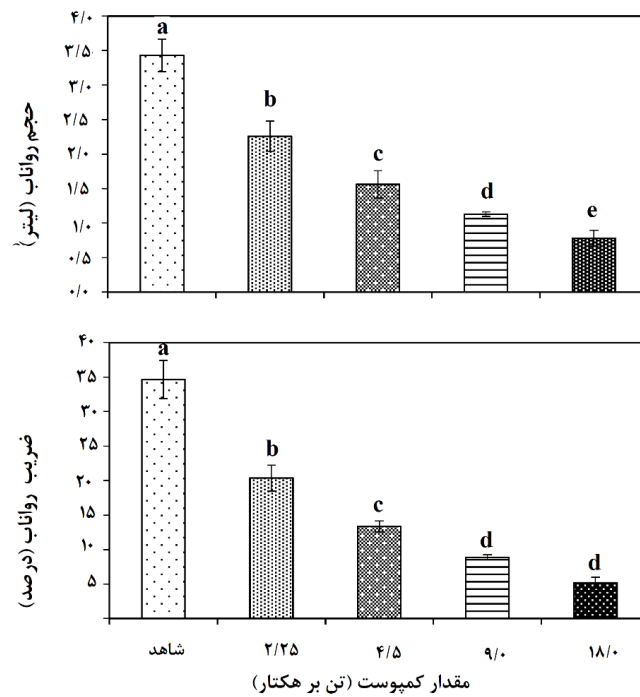 ۴/۰
۳/۵
۳/۰
۲/۵
۲/۰
۱/۵
۱/۰
۰/۵
۰/۰
حجم رواناب (لیتر)
a
b
c
d
e
۴۰
۳۵
۳۰
۲۵
۲۰
۱۵
۱۰
۵
ضریب رواناب (درصد)
a
b
c
d
d
شاهد
۲/۲۵
۴/۵
۹/۰
۱۸/۰
مقدار کمپوست (تن بر هکتار)